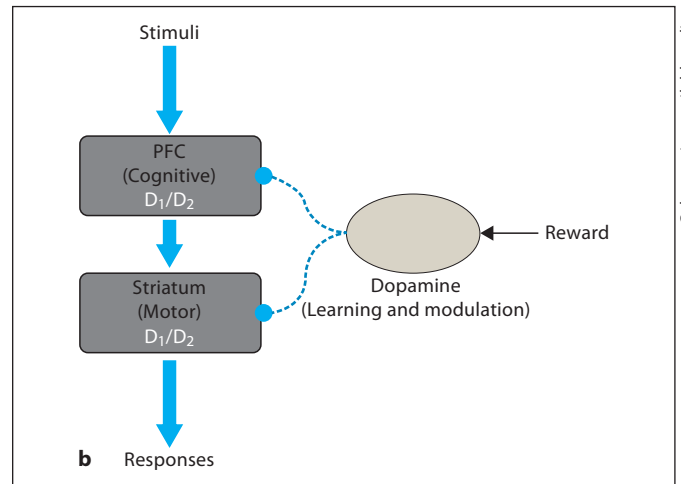 Stimuli
PFC
(Cognitive)
D₁/D₂
Striatum
(Motor)
D₁/D₂
Reward
Dopamine
(Learning and modulation)
b Responses